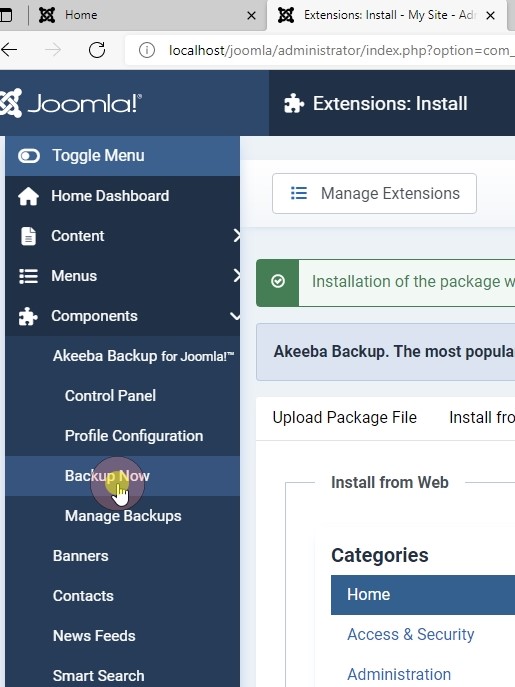 Home
Extensions: Install - My Site - Ad
localhost/joomla/administrator/index.php?option=com_
Joomla!®
Extensions: Install
Toggle Menu
Manage Extensions
Home Dashboard
Content
Menus
Installation of the package w
Components
Akeeba Backup for Joomla!™
Akeeba Backup. The most popula
Control Panel
Upload Package File
Install fro
Profile Configuration
Backup Now
Install from Web
Manage Backups
Banners
Categories
Contacts
Home
News Feeds
Access & Security
Smart Search
Administration